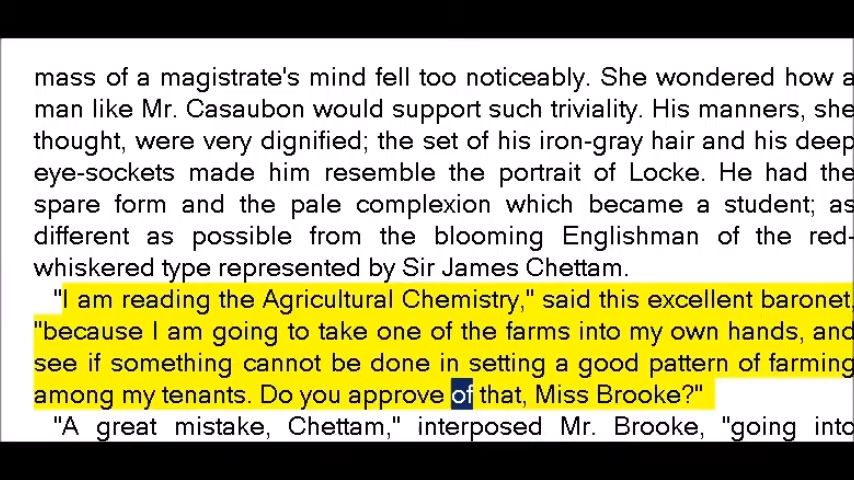 mass of a magistrate's mind fell too noticeably. She wondered how a
man like Mr. Casaubon would support such triviality. His manners, she
thought, were very dignified; the set of his iron-gray hair and his deep
eye-sockets made him resemble the portrait of Locke. He had the
spare form and the pale complexion which became a student; as
different as possible from the blooming Englishman of the red-
whiskered type represented by Sir James Chettam.
"I am reading the Agricultural Chemistry," said this excellent baronet,
"because I am going to take one of the farms into my own hands, and
see if something cannot be done in setting a good pattern of farming
among my tenants. Do you approve of that, Miss Brooke?"
"A great mistake, Chettam," interposed Mr. Brooke, "going into